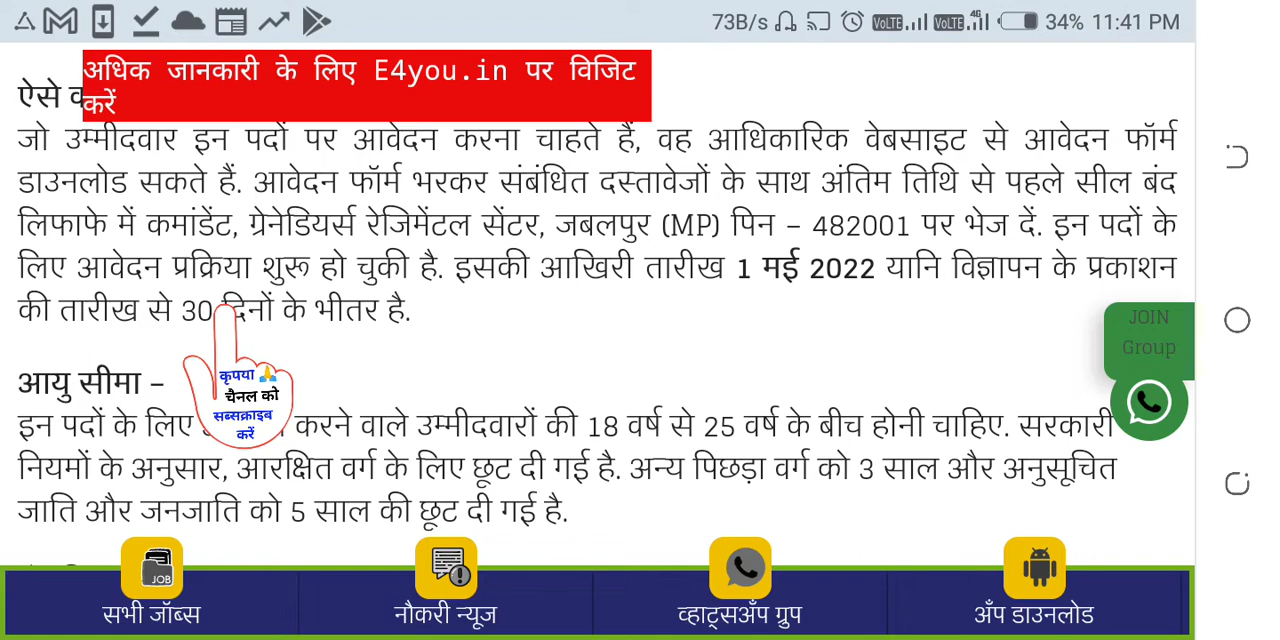 73B/s VoLTE VoLTE 4G 34% 11:41 PM
अधिक जानकारी के लिए E4you.in पर विजिट
करें
ऐसे
जो उम्मीदवार इन पदों पर आवेदन करना चाहते हैं, वह आधिकारिक वेबसाइट से आवेदन फॉर्म
डाउनलोड सकते हैं. आवेदन फॉर्म भरकर संबंधित दस्तावेजों के साथ अंतिम तिथि से पहले सील बंद
लिफाफे में कमांडेंट, ग्रेनेडियर्स रेजिमेंटल सेंटर, जबलपुर (MP) पिन – 482001 पर भेज दें. इन पदों के
लिए आवेदन प्रक्रिया शुरू हो चुकी है. इसकी आखिरी तारीख 1 मई 2022 यानि विज्ञापन के प्रकाशन
की तारीख से 30 दिनों के भीतर है.
JOIN
Group
आयु सीमा –
कृपया 🙏
चैनल को
सब्सक्राइब
करें
इन पदों के लिए करने वाले उम्मीदवारों की 18 वर्ष से 25 वर्ष के बीच होनी चाहिए. सरकारी
नियमों के अनुसार, आरक्षित वर्ग के लिए छूट दी गई है. अन्य पिछड़ा वर्ग को 3 साल और अनुसूचित
जाति और जनजाति को 5 साल की छूट दी गई है.
JOB
सभी जॉब्स नौकरी न्यूज व्हाट्सअँप ग्रुप अँप डाउनलोड